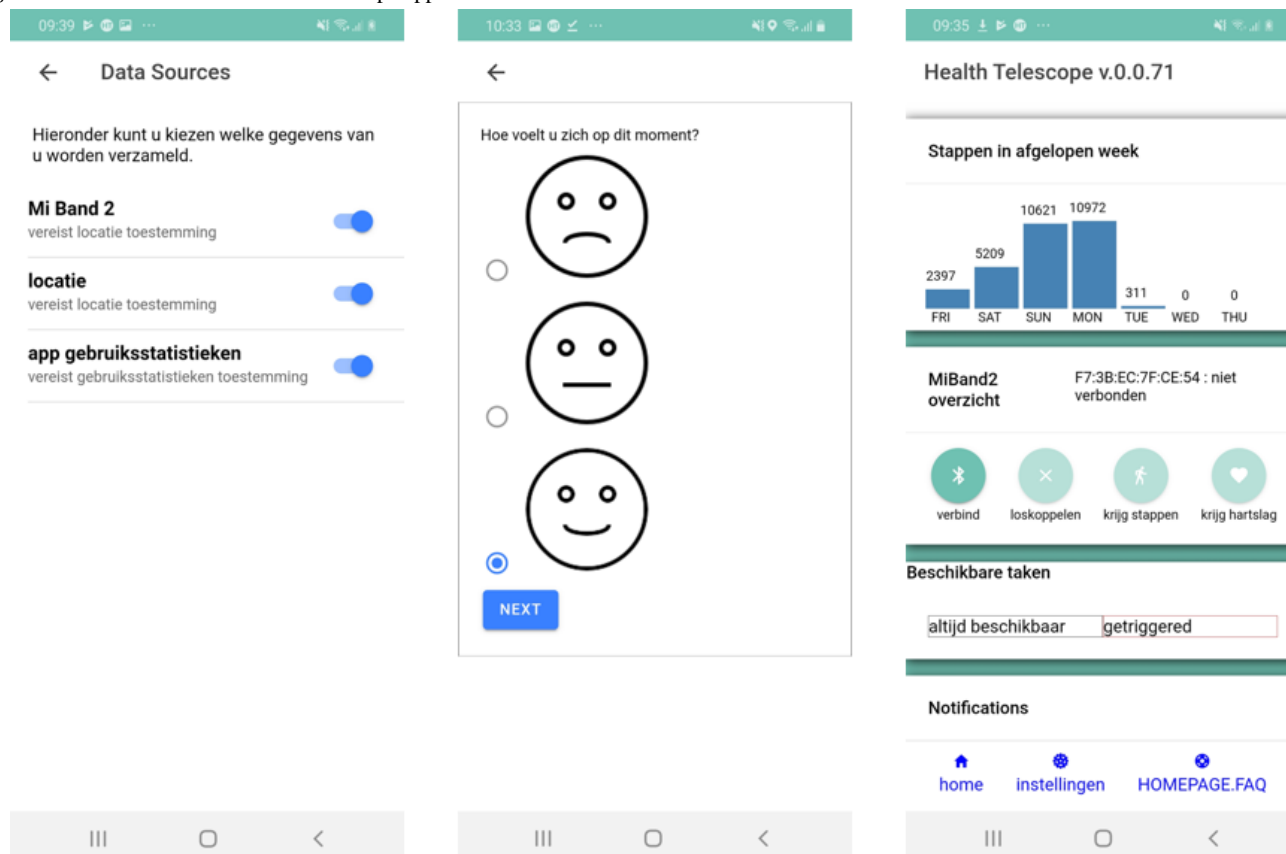 09:39
Data Sources
Hieronder kunt u kiezen welke gegevens van
u worden verzameld.
Mi Band 2
vereist locatie toestemming
locatie
vereist locatie toestemming
app gebruiksstatistieken
vereist gebruiksstatistieken toestemming
10:33
Hoe voelt u zich op dit moment?
NEXT
09:35
Health Telescope v.0.0.71
Stappen in afgelopen week
10621 10972
5209
2397
311 0 0
FRI SAT SUN MON TUE WED THU
MiBand2
overzicht
F7:3B:EC:7F:CE:54 : niet
verbonden
verbind loskoppelen krijg stappen krijg hartslag
Beschikbare taken
altijd beschikbaar getriggered
Notifications
home instellingen HOMEPAGE.FAQ